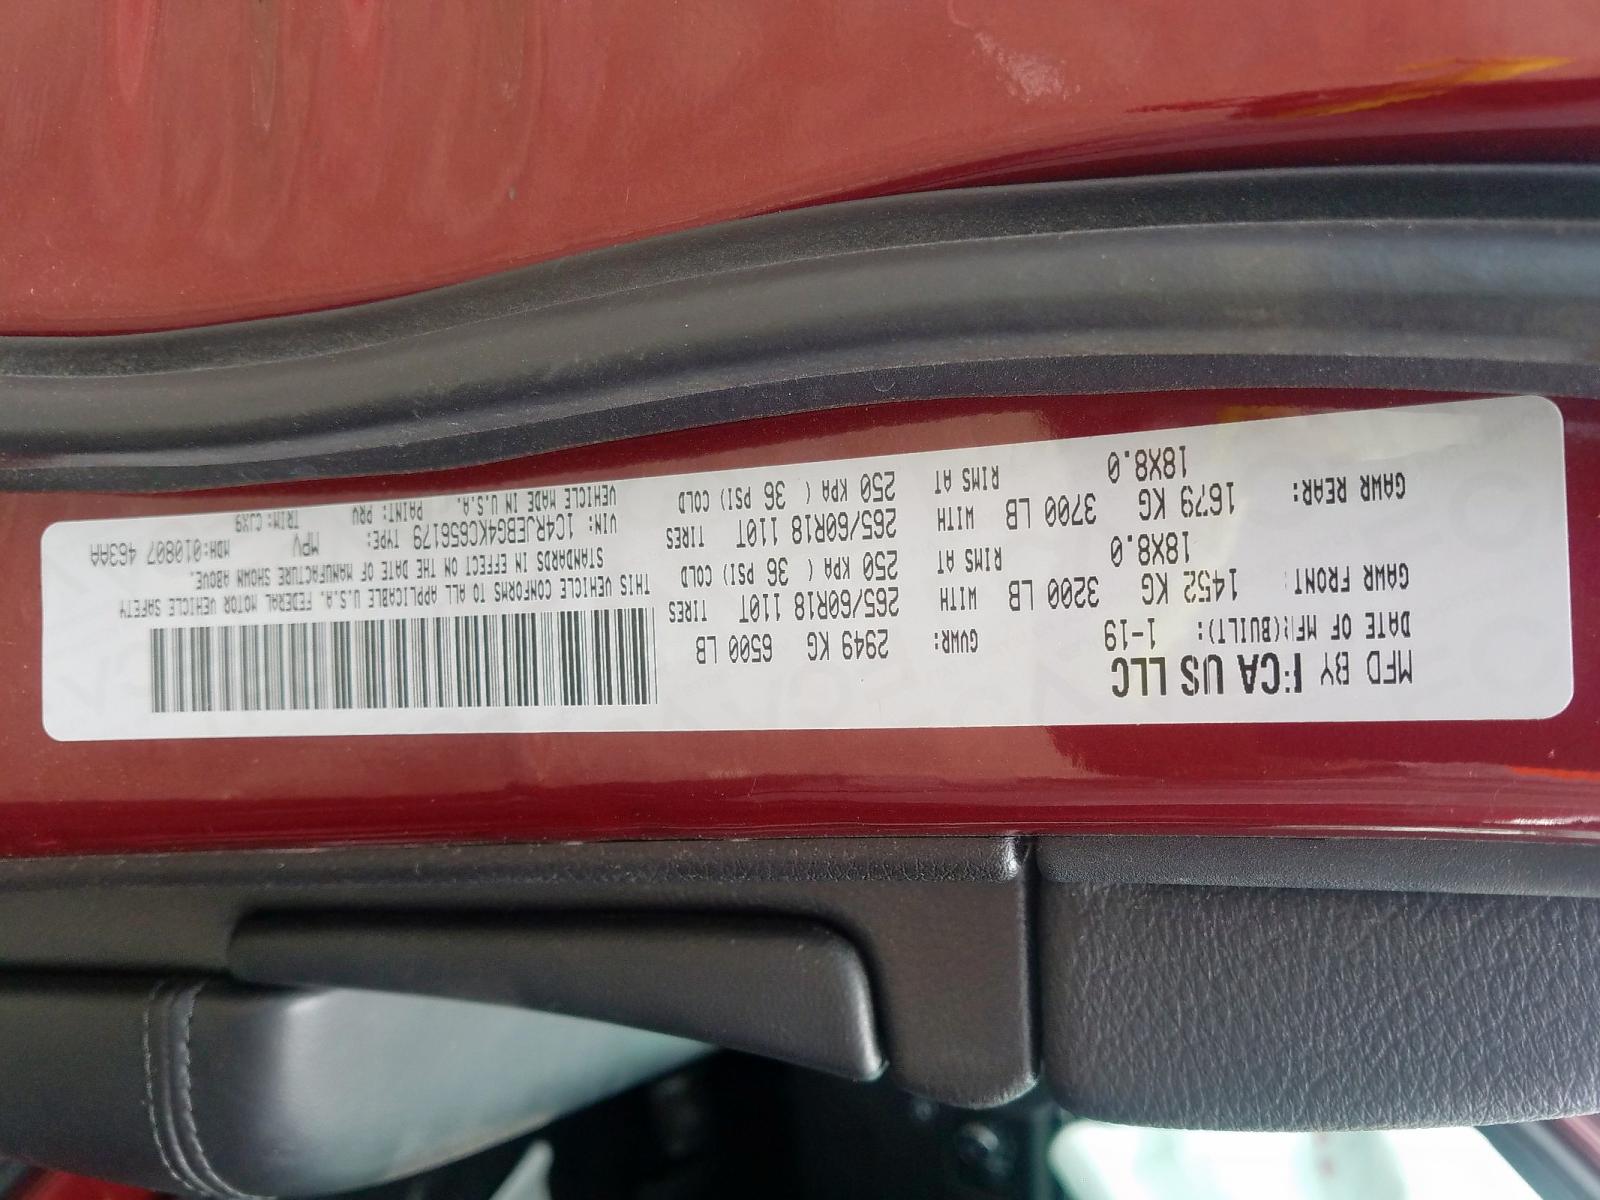 MFD BY FCA US LLC
DATE OF MFR(BUILT): 1-19 GVWR: 2949 KG 6500 LB
GAWR FRONT: 1452 KG 3200 LB WITH TIRES 265/60R18 110T
18X8.0 RIMS AT 250 KPA ( 36 PSI) COLD
GAWR REAR: 1679 KG 3700 LB WITH TIRES 265/60R18 110T
18X8.0 RIMS AT 250 KPA ( 36 PSI) COLD
THIS VEHICLE CONFORMS TO ALL APPLICABLE U.S.A. FEDERAL MOTOR VEHICLE SAFETY
STANDARDS IN EFFECT ON THE DATE OF MANUFACTURE SHOWN ABOVE.
VIN: 1C4RJEBG4KC656179 TYPE: MPV MDH:010807 463AA
VEHICLE MADE IN U.S.A. PAINT: PRV TRIM: CJX9